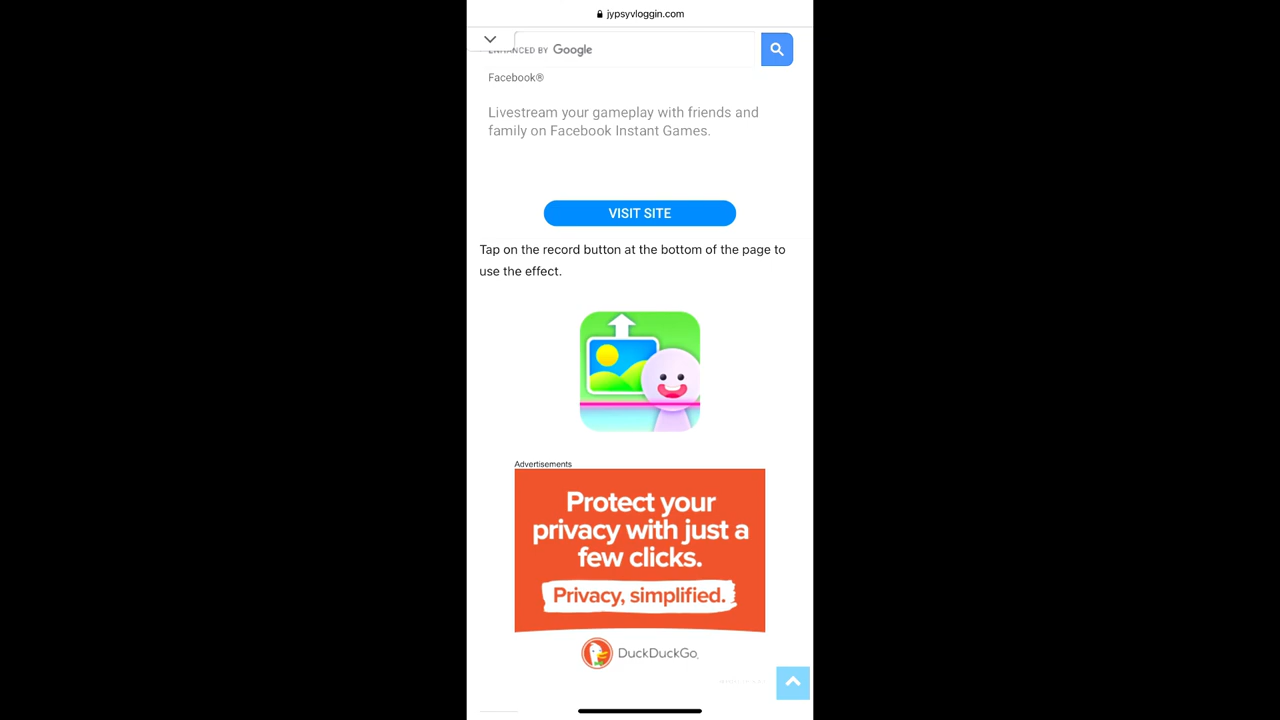 jypsyvloggin.com
ENHANCED BY Google
Facebook®
Livestream your gameplay with friends and
family on Facebook Instant Games.
VISIT SITE
Tap on the record button at the bottom of the page to
use the effect.
Advertisements
Protect your
privacy with just a
few clicks.
Privacy, simplified.
DuckDuckGo.